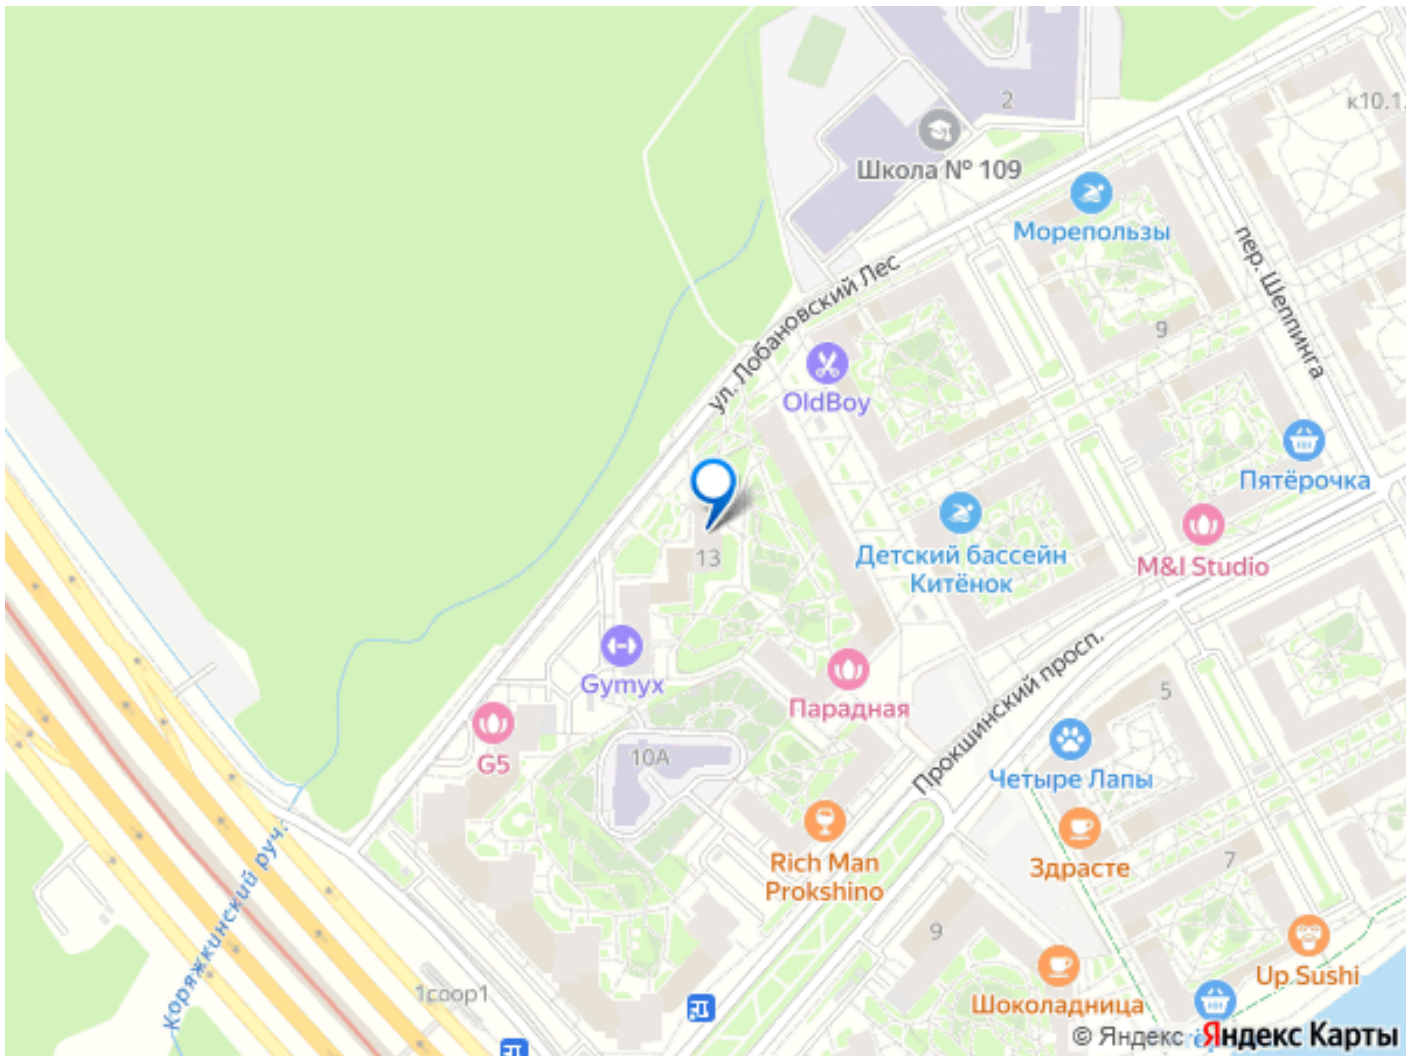 2
к10.1
Школа № 109
Морепользы
пер. Шеппинга
ул. Лобановский Лес
9
OldBoy
Пятёрочка
Детский бассейн
Китёнок
M&I Studio
13
Gymyx
Парадная
Прокшинский просп.
5
G5
10А
Четыре Лапы
Rich Man
Prokshino
Здрасте
7
Коряжкинский руч.
9
Up Sushi
1соор1
Шоколадница
© Яндекс Яндекс Карты